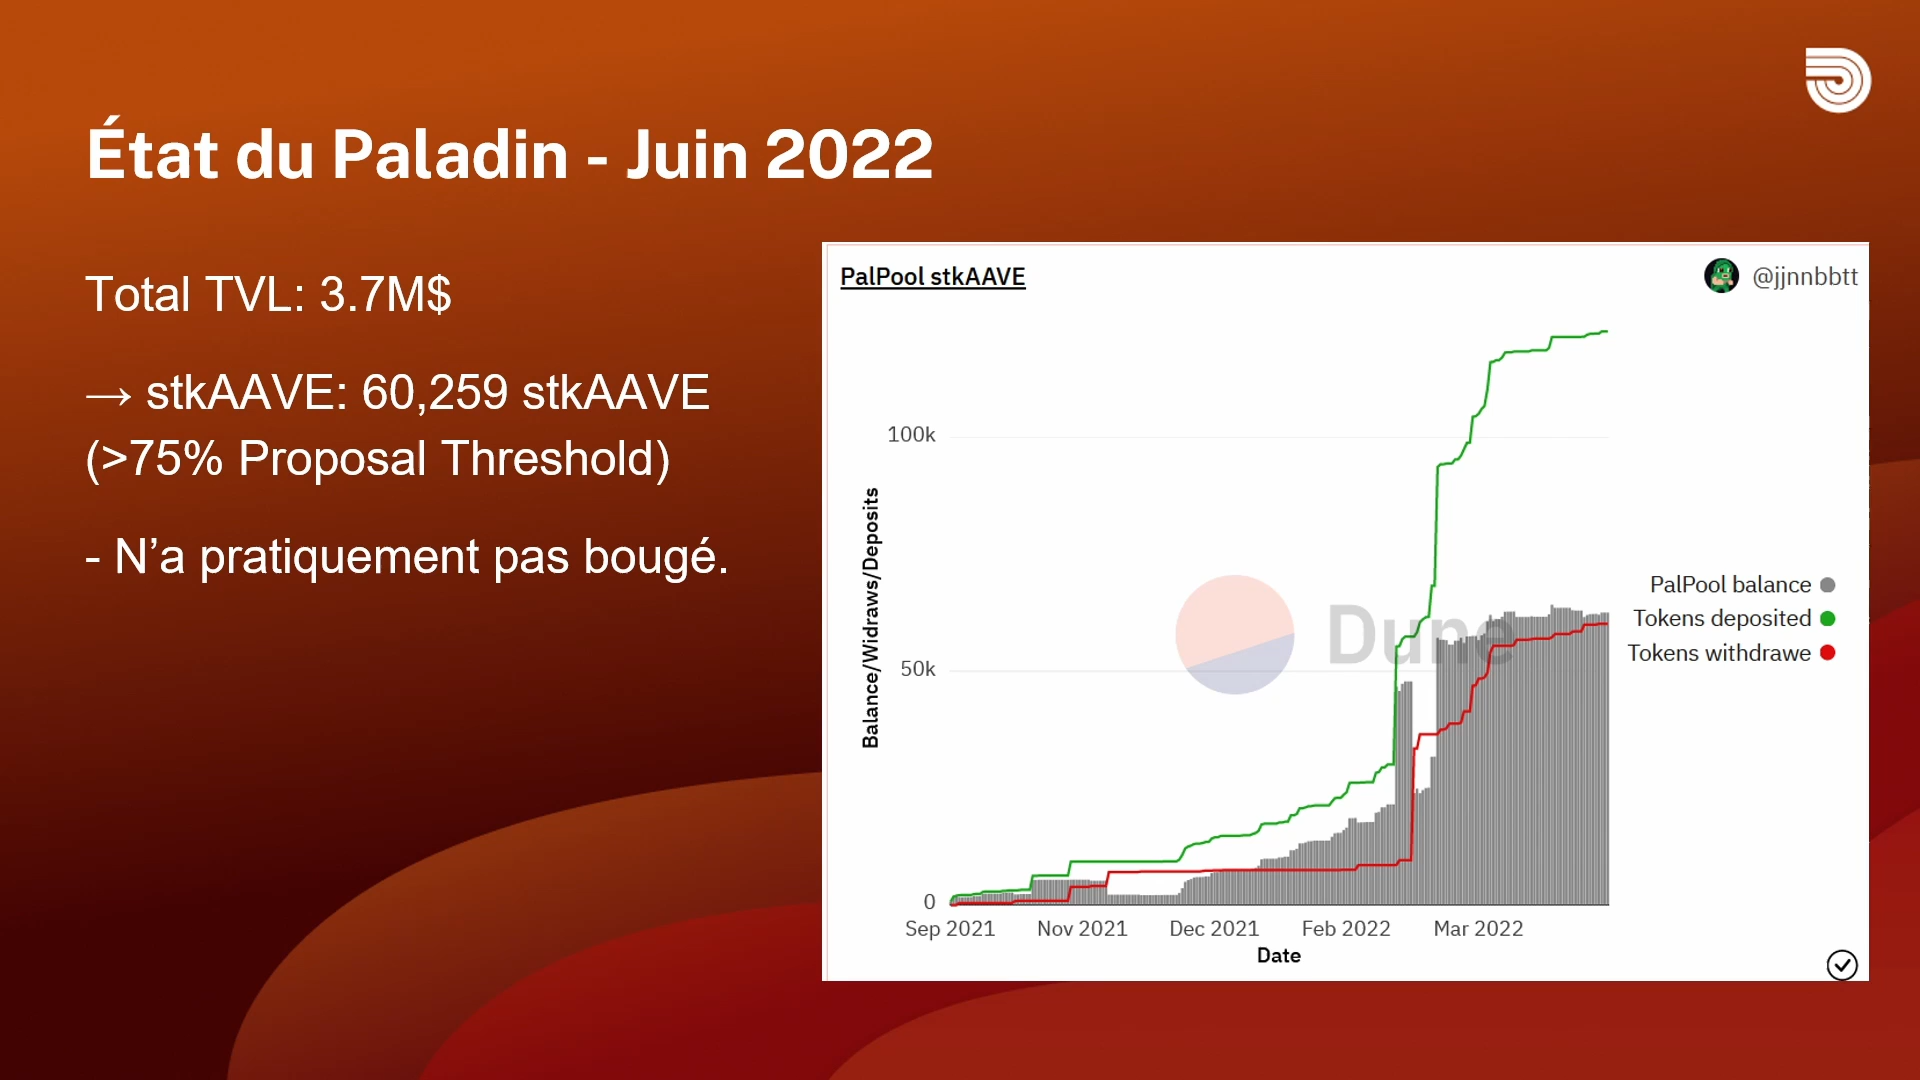 État du Paladin - Juin 2022
Total TVL: 3.7M$
→ stkAAVE: 60,259 stkAAVE
(>75% Proposal Threshold)
- N’a pratiquement pas bougé.
PalPool stkAAVE
@jjnnbbtt
Balance/Widraws/Deposits
100k
50k
0
Dune
PalPool balance
Tokens deposited
Tokens withdrawe
Sep 2021
Nov 2021
Dec 2021
Feb 2022
Mar 2022
Date